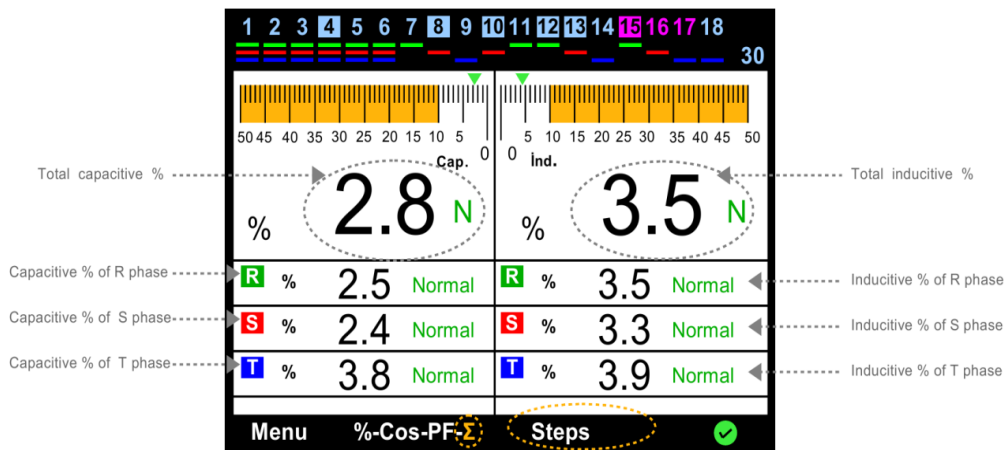 1 2 3 4 5 6 7 8 9 10 11 12 13 14 15 16 17 18
30
50 45 40 35 30 25 20 15 10 5 0
0 5 10 15 20 25 30 35 40 45 50
Cap.
İnd.
Total capacitive %
Total inductive %
% 2.8 N
% 3.5 N
Capacitive % of R phase
R % 2.5 Normal
R % 3.5 Normal
Inductive % of R phase
Capacitive % of S phase
S % 2.4 Normal
S % 3.3 Normal
Inductive % of S phase
Capacitive % of T phase
T % 3.8 Normal
T % 3.9 Normal
Inductive % of T phase
Menu %-Cos-PF-Σ Steps